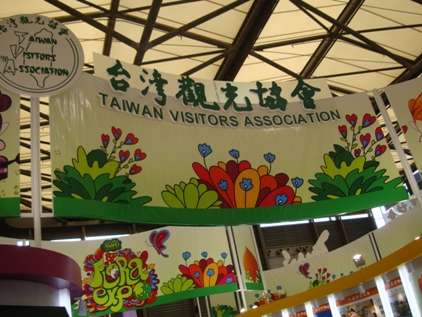 台灣觀光協會
TAIWAN
VISITORS
ASSOCIATION
台灣觀光協會
TAIWAN VISITORS ASSOCIATION